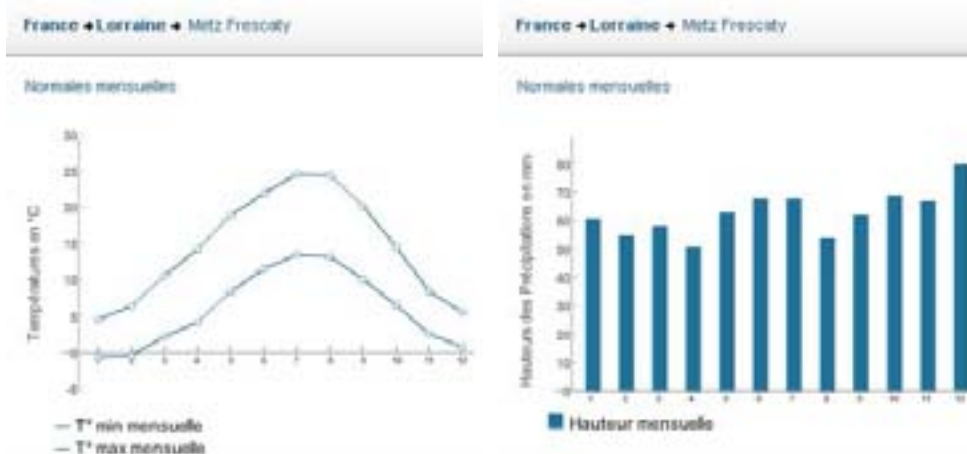 France → Lorraine → Metz Frescaty
Normales mensuelles
Températures en °C
30
25
20
15
10
5
0
-5
1 2 3 4 5 6 7 8 9 10 11 12
— T° min mensuelle
— T° max mensuelle
France → Lorraine → Metz Frescaty
Normales mensuelles
Hauteurs des Précipitations en mm
80
70
60
50
40
30
20
10
0
1 2 3 4 5 6 7 8 9 10 11 12
Hauteur mensuelle